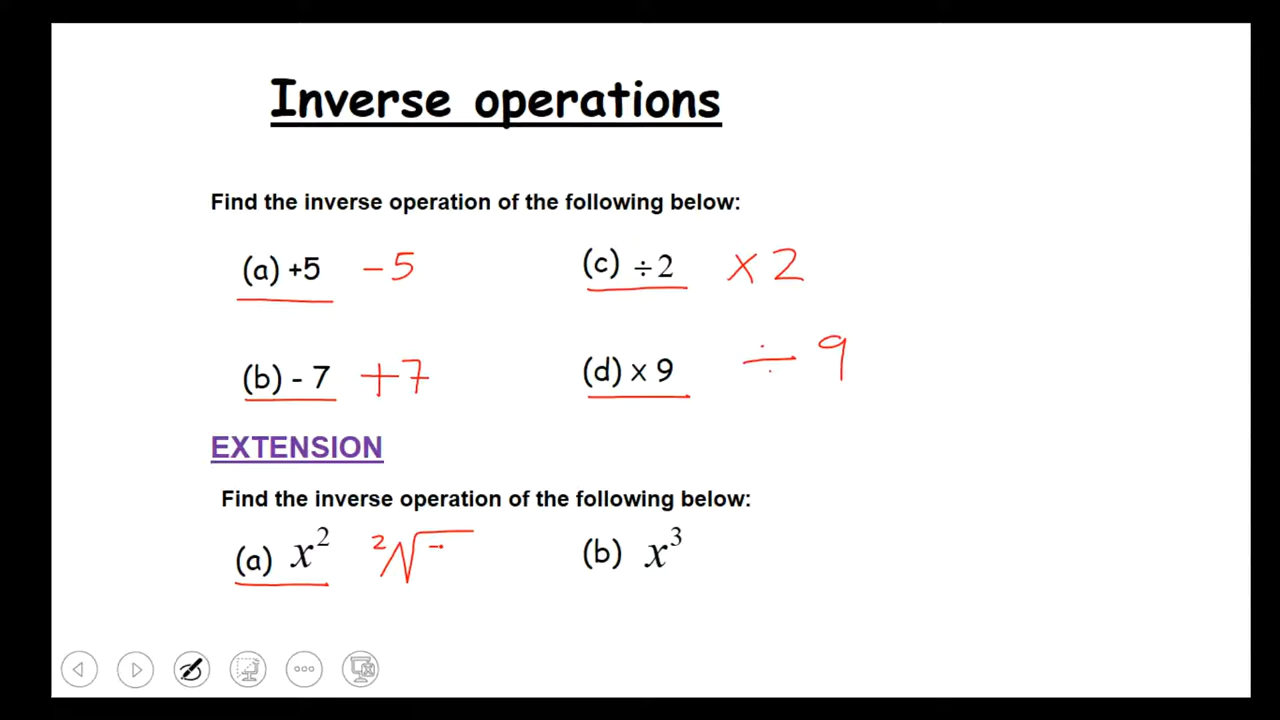 Inverse operations
Find the inverse operation of the following below:
(a) +5 -5 (c) ÷2 x 2
(b) - 7 +7 (d) x 9 ÷ 9
EXTENSION
Find the inverse operation of the following below:
(a) x² ²√ (b) x³